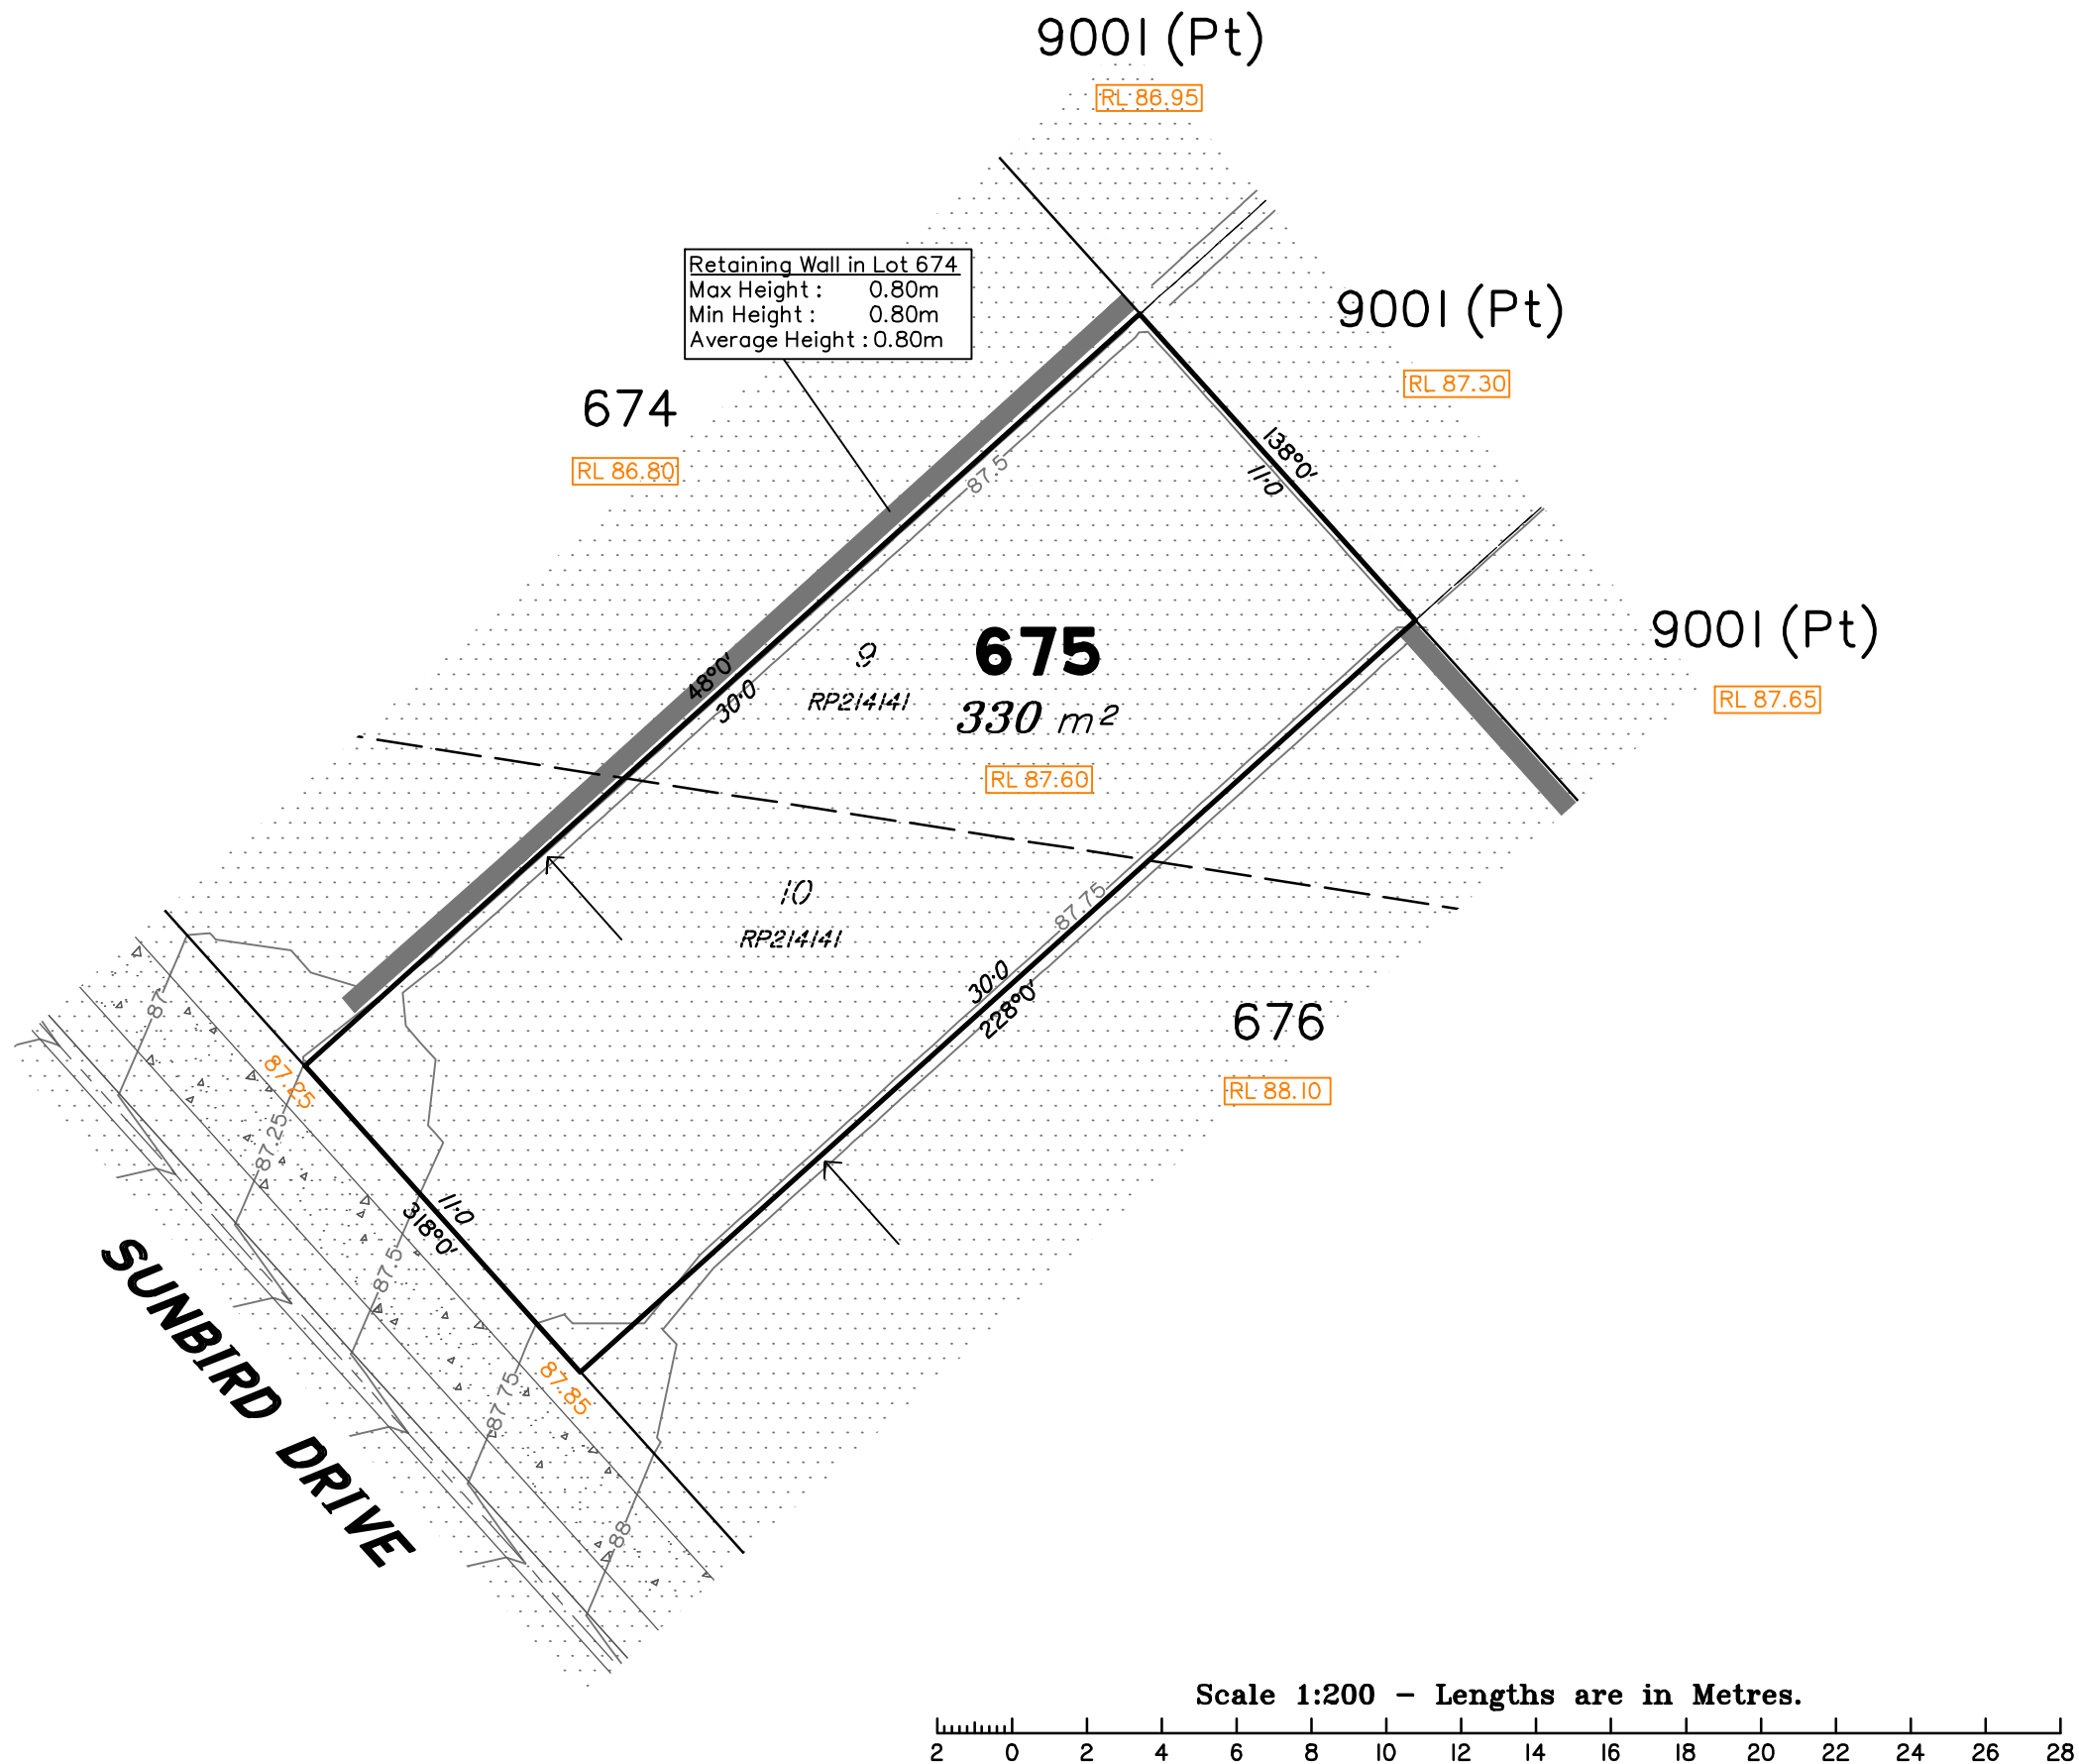 9001 (Pt)
RL 86.95
Retaining Wall in Lot 674
Max Height : 0.80m
Min Height : 0.80m
Average Height : 0.80m
9001 (Pt)
RL 87.30
674
RL 86.80
87.5
138°0'
11·0
9001 (Pt)
RL 87.65
48°0'
30·0
9
RP214141
675
330 m²
RL 87.60
10
RP214141
87.75
30·0
228°0'
676
RL 88.10
87
87.25
87.25
11·0
318°0'
87.5
87.75
87.85
88
SUNBIRD DRIVE
Scale 1:200 – Lengths are in Metres.
2 0 2 4 6 8 10 12 14 16 18 20 22 24 26 28